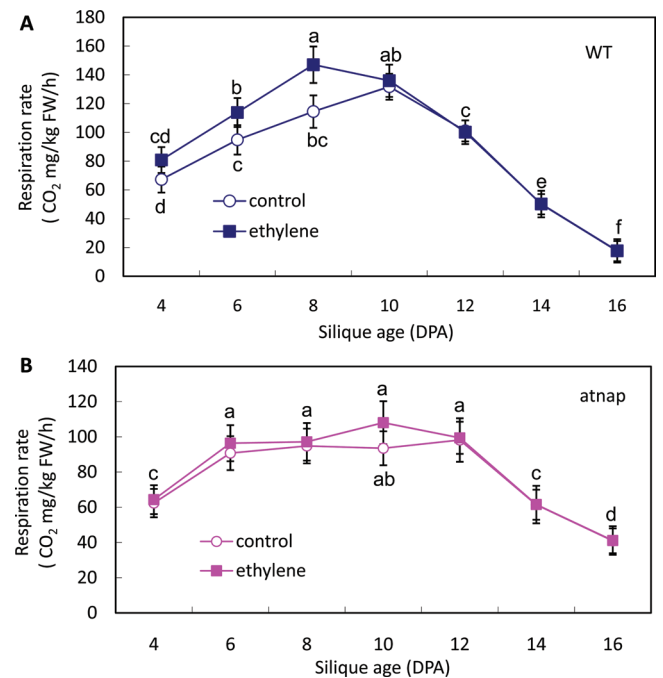 A
WT
Respiration rate
( CO2 mg/kg FW/h)
180
160
140
120
100
80
60
40
20
0
cd
d
b
c
a
bc
ab
c
e
f
control
ethylene
4 6 8 10 12 14 16
Silique age (DPA)
B
atnap
Respiration rate
( CO2 mg/kg FW/h)
140
120
100
80
60
40
20
0
c
a
a
a
ab
a
c
d
control
ethylene
4 6 8 10 12 14 16
Silique age (DPA)